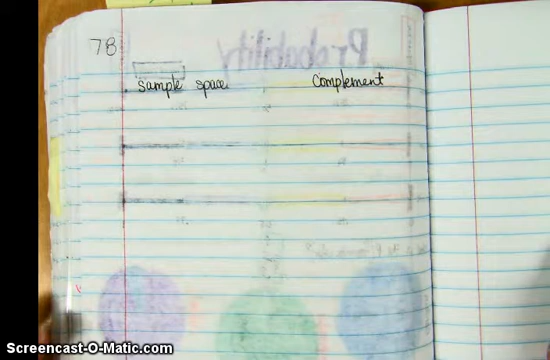 78
Probability
Sample space
Complement
Screencast-O-Matic.com